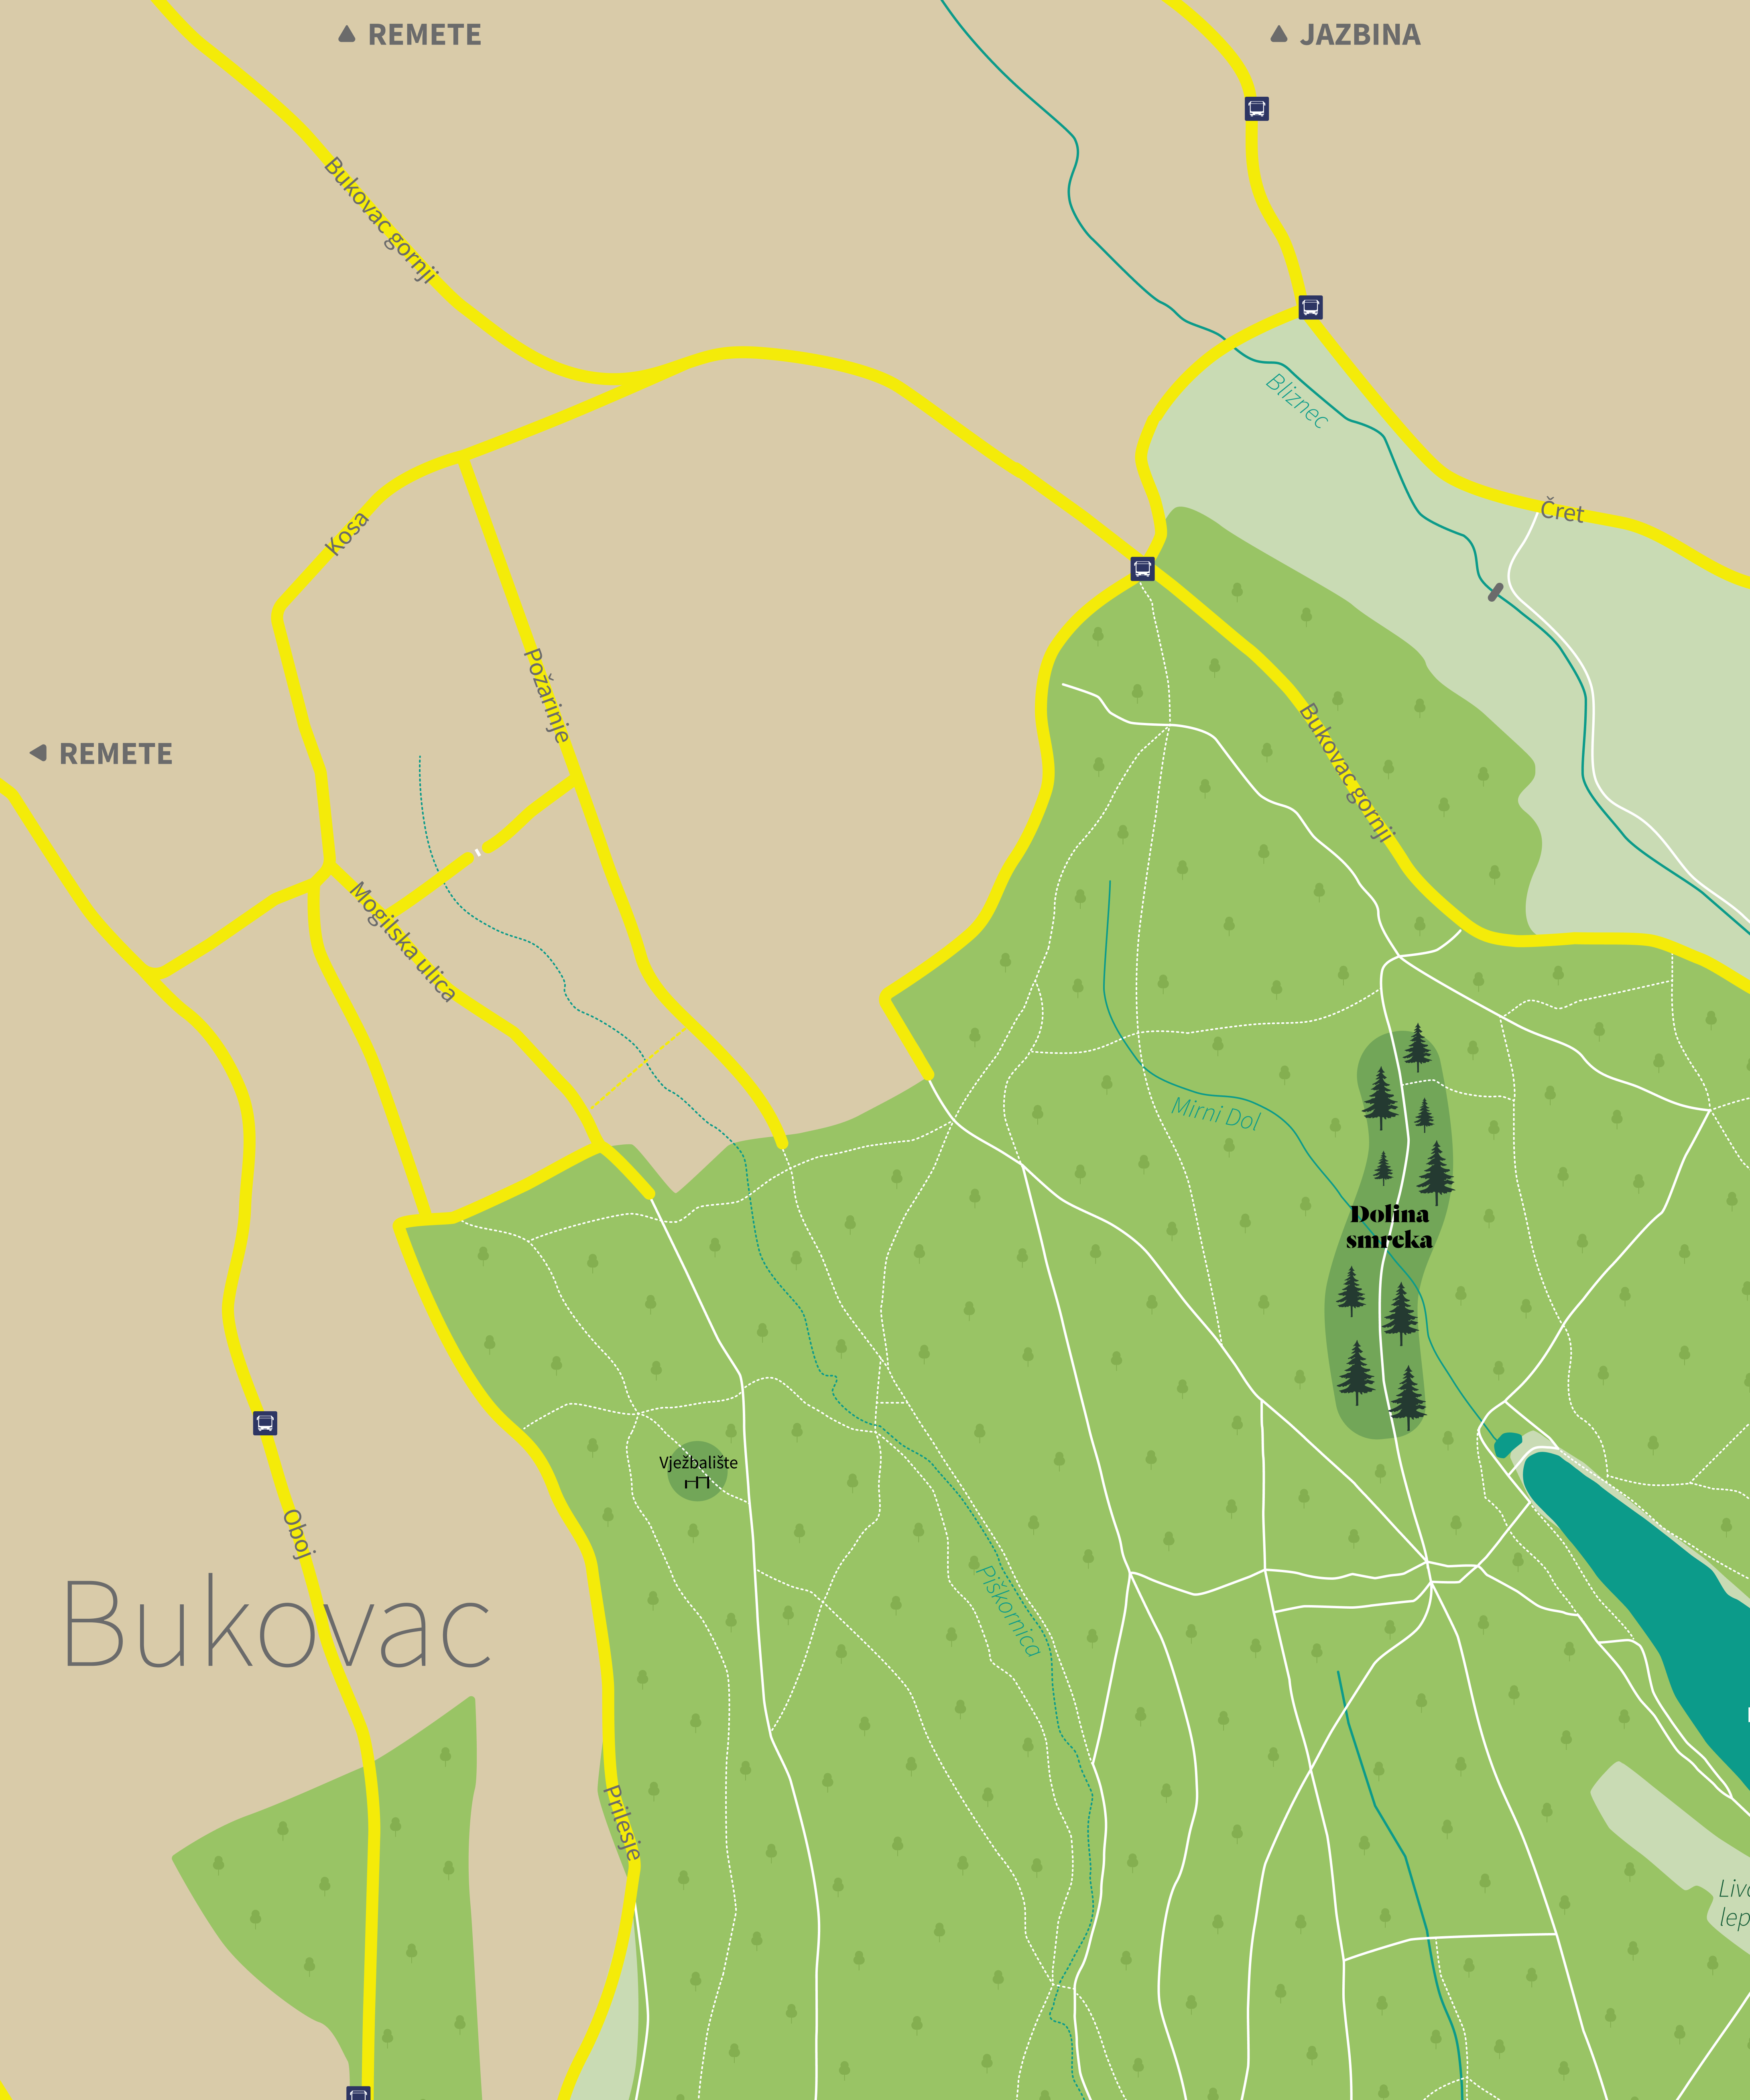 REMETE
JAZBINA
Bukovac gornji
Bliznec
Kosa
Čret
Požarinje
REMETE
Bukovac gornji
Mogilska ulica
Mirni Dol
Dolina
smreka
Vježbalište
Oboj
Piškornica
Bukovac
Prilesje